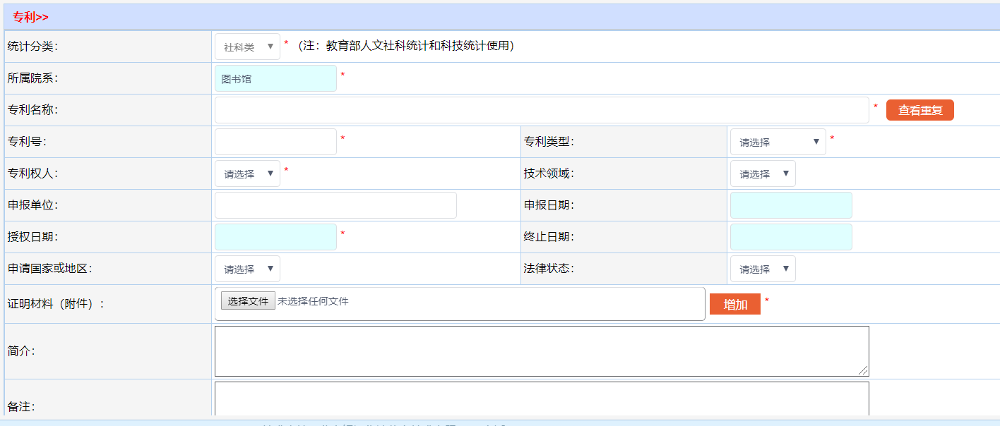 专利>>
统计分类: 社科类 ▼ * （注：教育部人文社科统计和科技统计使用）
所属院系: 图书馆 *
专利名称: * 查看重复
专利号: * 专利类型: 请选择 ▼ *
专利权人: 请选择 ▼ * 技术领域: 请选择 ▼
申报单位: 申报日期:
授权日期: * 终止日期:
申请国家或地区: 请选择 ▼ 法律状态: 请选择 ▼
证明材料（附件）: 选择文件 未选择任何文件 增加 *
简介:
备注: